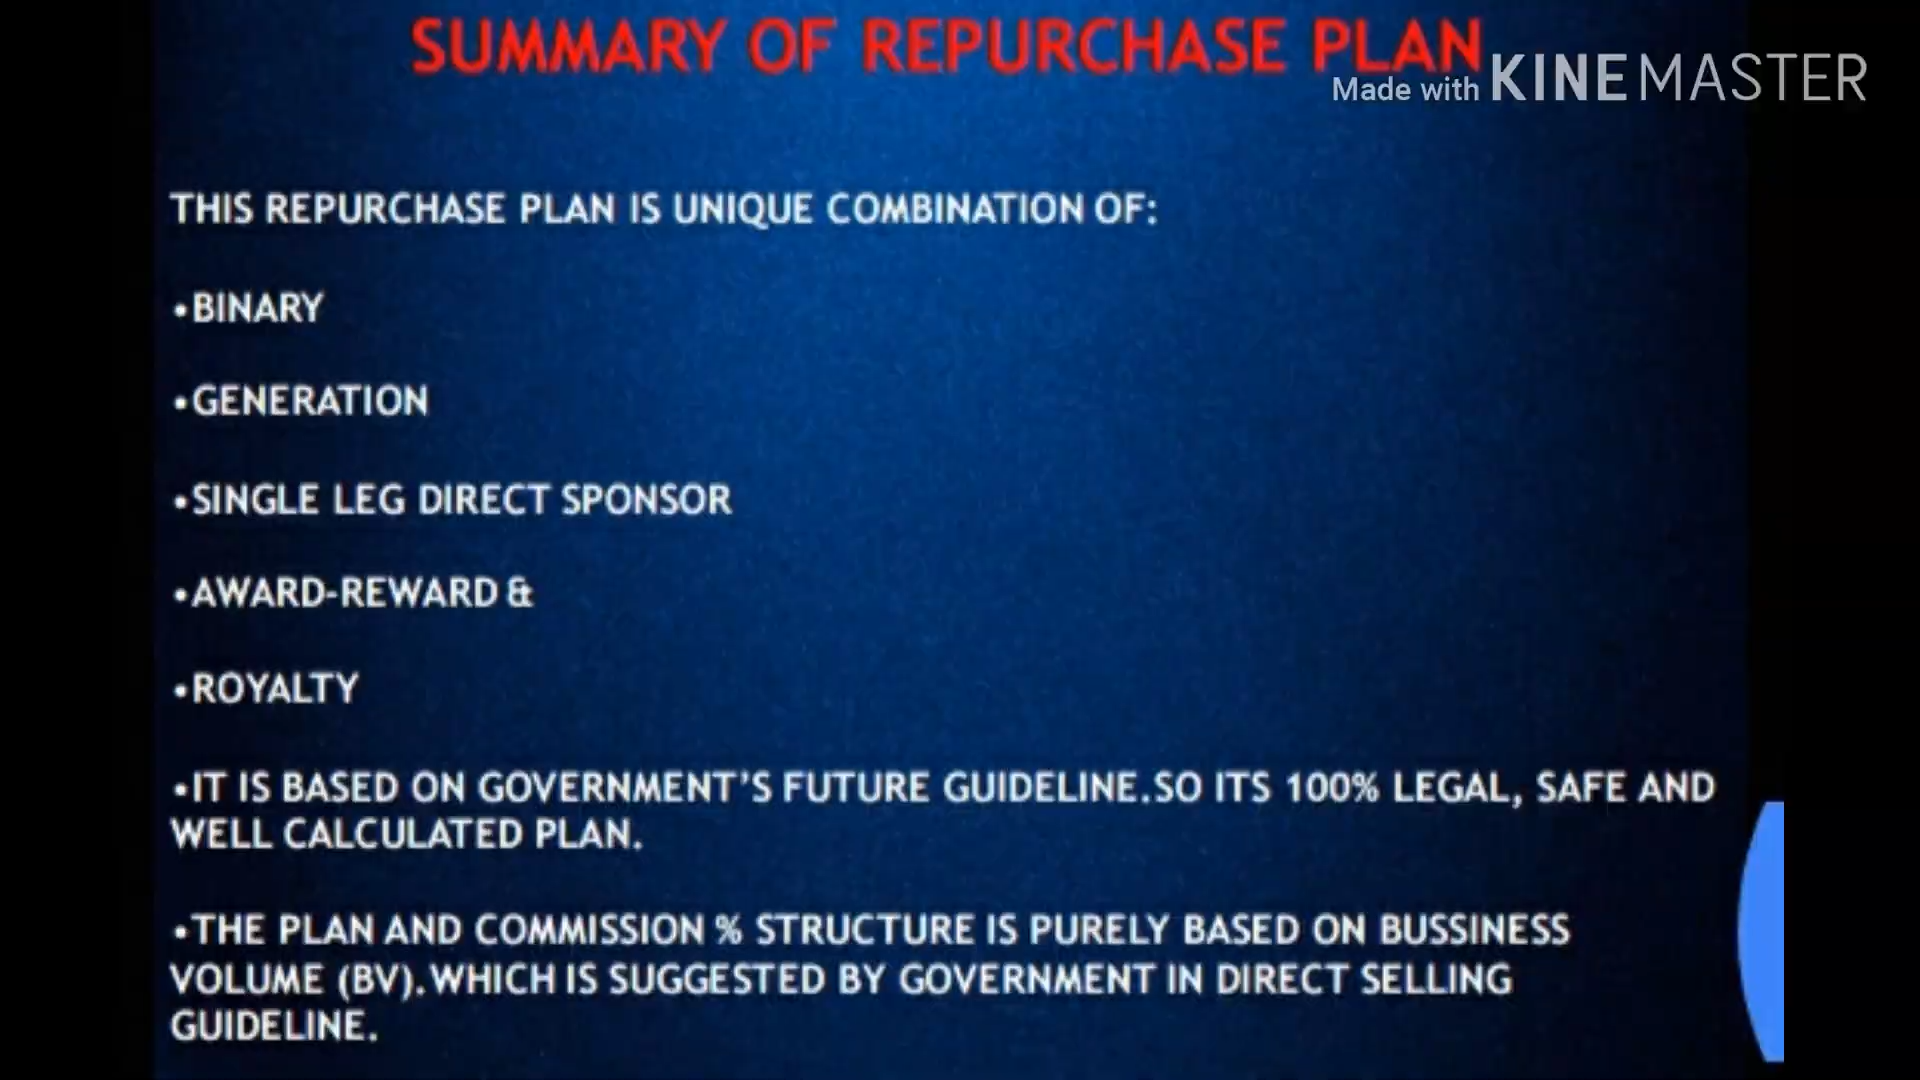 SUMMARY OF REPURCHASE PLAN
Made with KINEMASTER
THIS REPURCHASE PLAN IS UNIQUE COMBINATION OF:
•BINARY
•GENERATION
•SINGLE LEG DIRECT SPONSOR
•AWARD-REWARD &
•ROYALTY
•IT IS BASED ON GOVERNMENT'S FUTURE GUIDELINE.SO ITS 100% LEGAL, SAFE AND
WELL CALCULATED PLAN.
•THE PLAN AND COMMISSION % STRUCTURE IS PURELY BASED ON BUSSINESS
VOLUME (BV).WHICH IS SUGGESTED BY GOVERNMENT IN DIRECT SELLING
GUIDELINE.